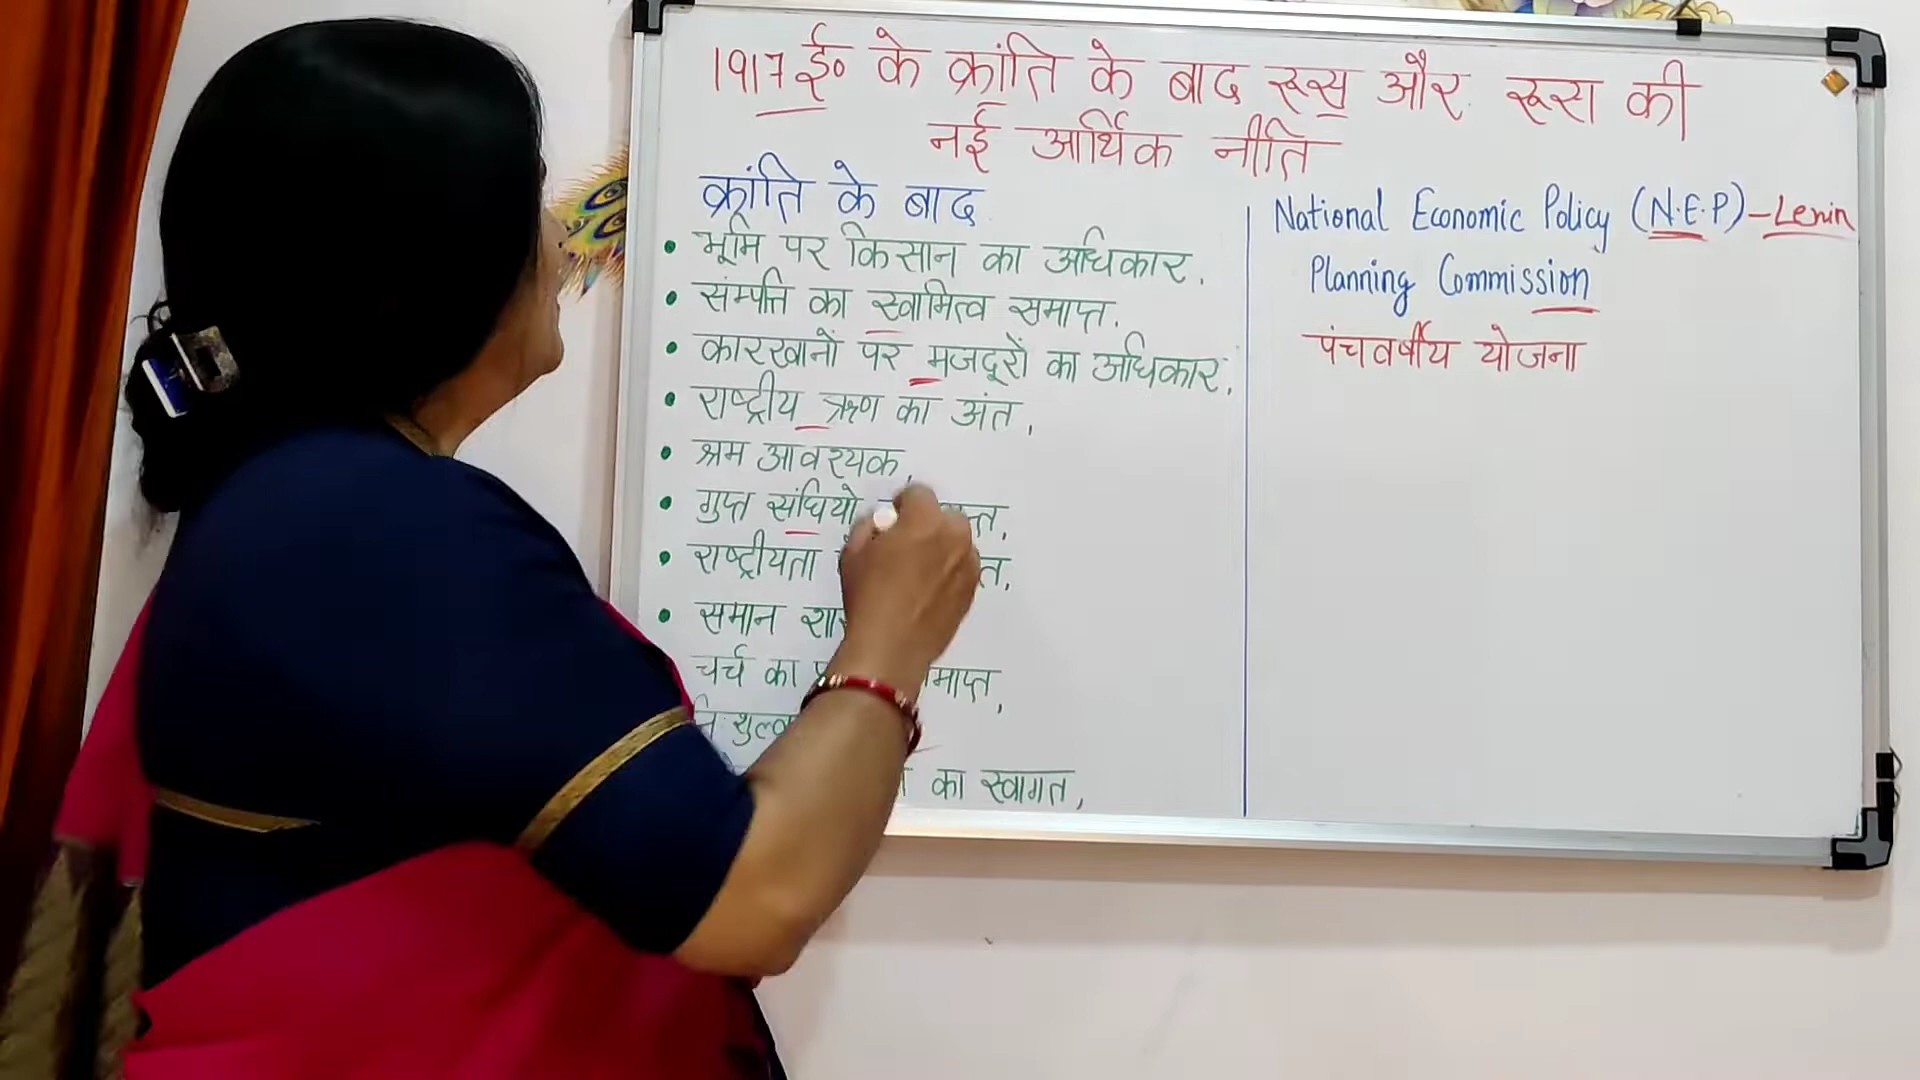 1917 ई० के क्रांति के बाद रूस और रूस की
नई आर्थिक नीति
क्रांति के बाद
• भूमि पर किसान का अधिकार.
• संम्पत्ति का स्वामित्व समाप्त.
• कारखानों पर मजदूरों का अधिकार.
• राष्ट्रीय ऋण का अंत.
• श्रम आवश्यक.
• गुप्त संधियो
• राष्ट्रीयता
• समान
चर्च का
का स्वागत,
National Economic Policy (N.E.P) - Lenin
Planning Commission
पंचवर्षीय योजना